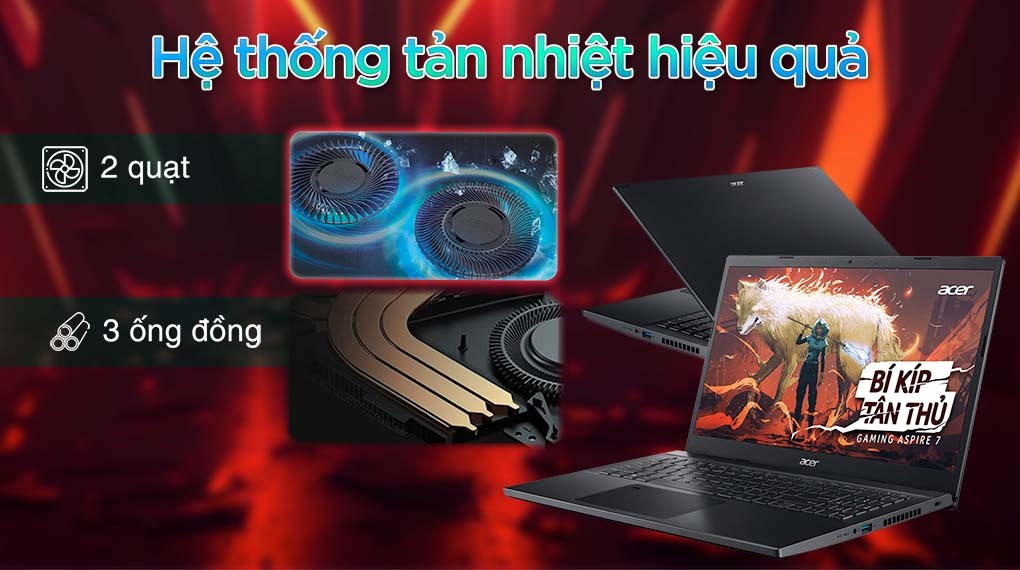 Hệ thống tản nhiệt hiệu quả
2 quạt
3 ống đồng
acer
acer
BÍ KÍP
TÂN THỦ
GAMING ASPIRE 7
acer